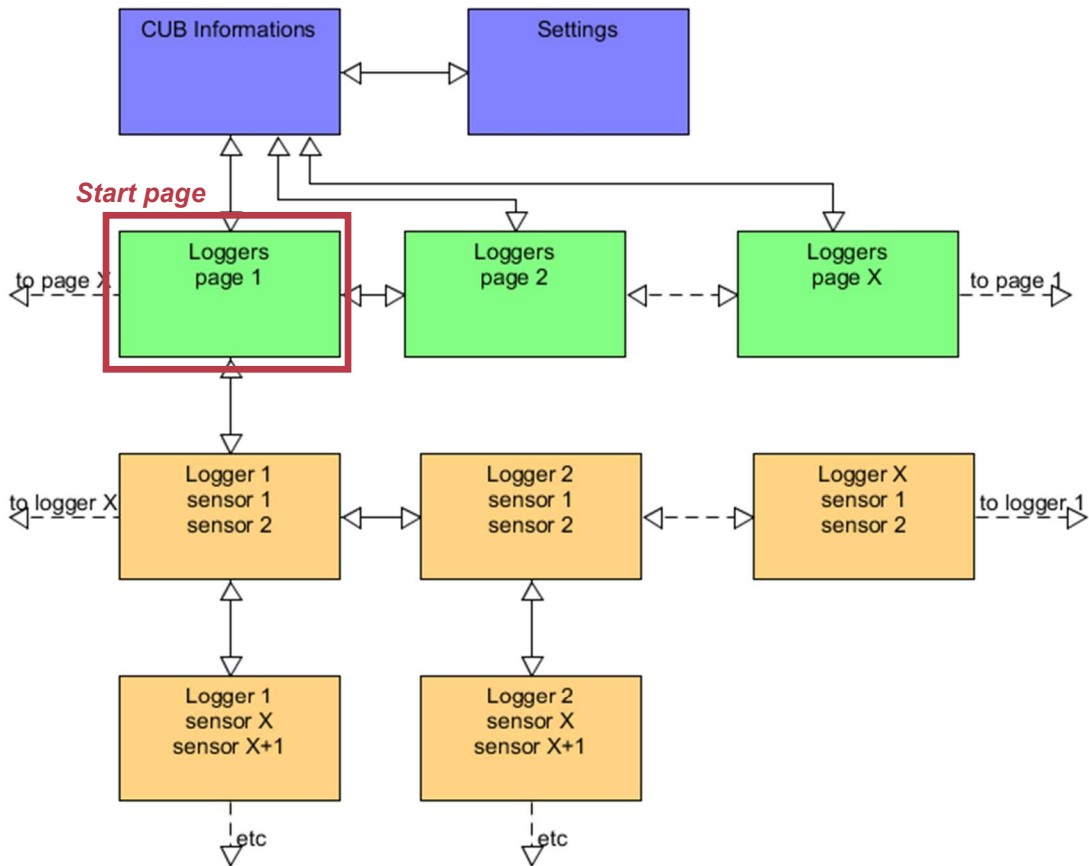 CUB Informations
Settings
Start page
to page X
Loggers
page 1
Loggers
page 2
Loggers
page X
to page 1
to logger X
Logger 1
sensor 1
sensor 2
Logger 2
sensor 1
sensor 2
Logger X
sensor 1
sensor 2
to logger 1
Logger 1
sensor X
sensor X+1
Logger 2
sensor X
sensor X+1
etc
etc